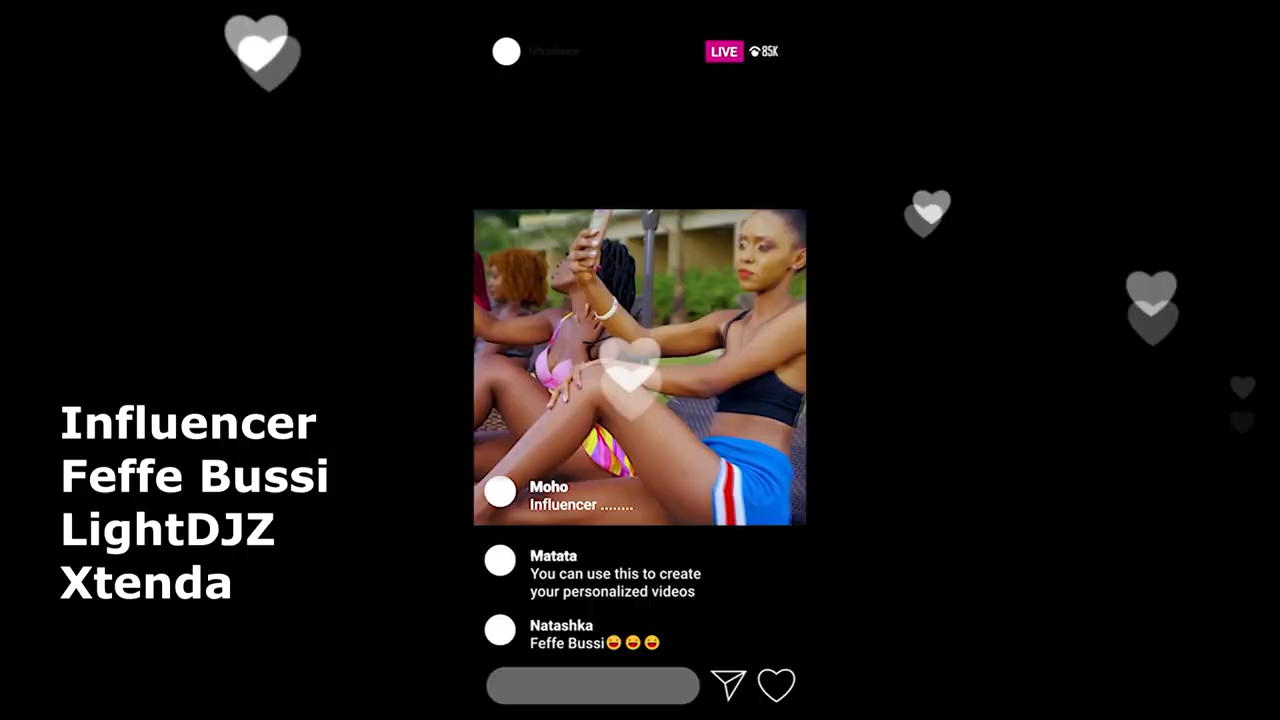 LIVE 85K
Influencer
Feffe Bussi
LightDJZ
Xtenda
Moho
Influencer ........
Matata
You can use this to create
your personalized videos
Natashka
Feffe Bussi😆😆😆